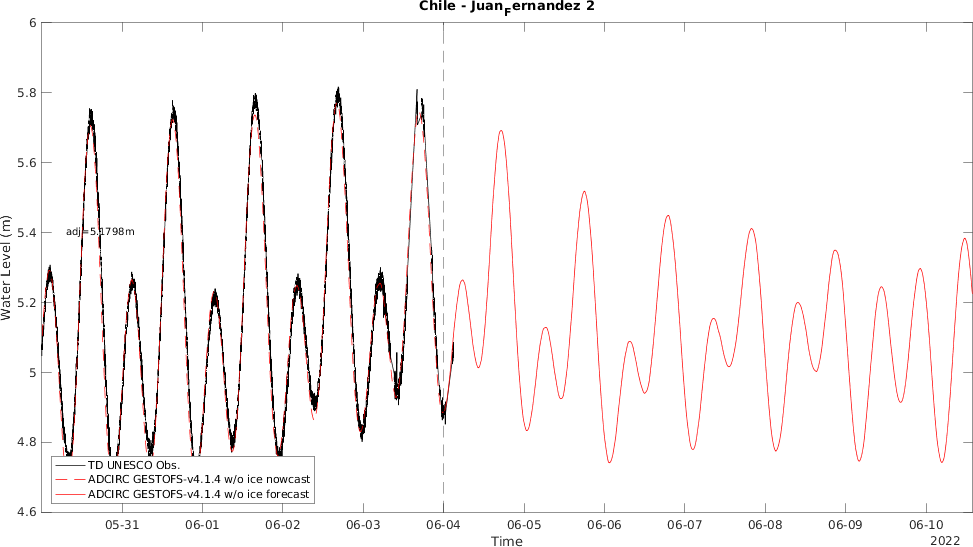 Chile - Juan_Fernandez 2
6
5.8
5.6
5.4
5.2
5
4.8
4.6
Water Level (m)
adj=5.1798m
TD UNESCO Obs.
ADCIRC GESTOFS-v4.1.4 w/o ice nowcast
ADCIRC GESTOFS-v4.1.4 w/o ice forecast
05-31 06-01 06-02 06-03 06-04 06-05 06-06 06-07 06-08 06-09 06-10
Time
2022